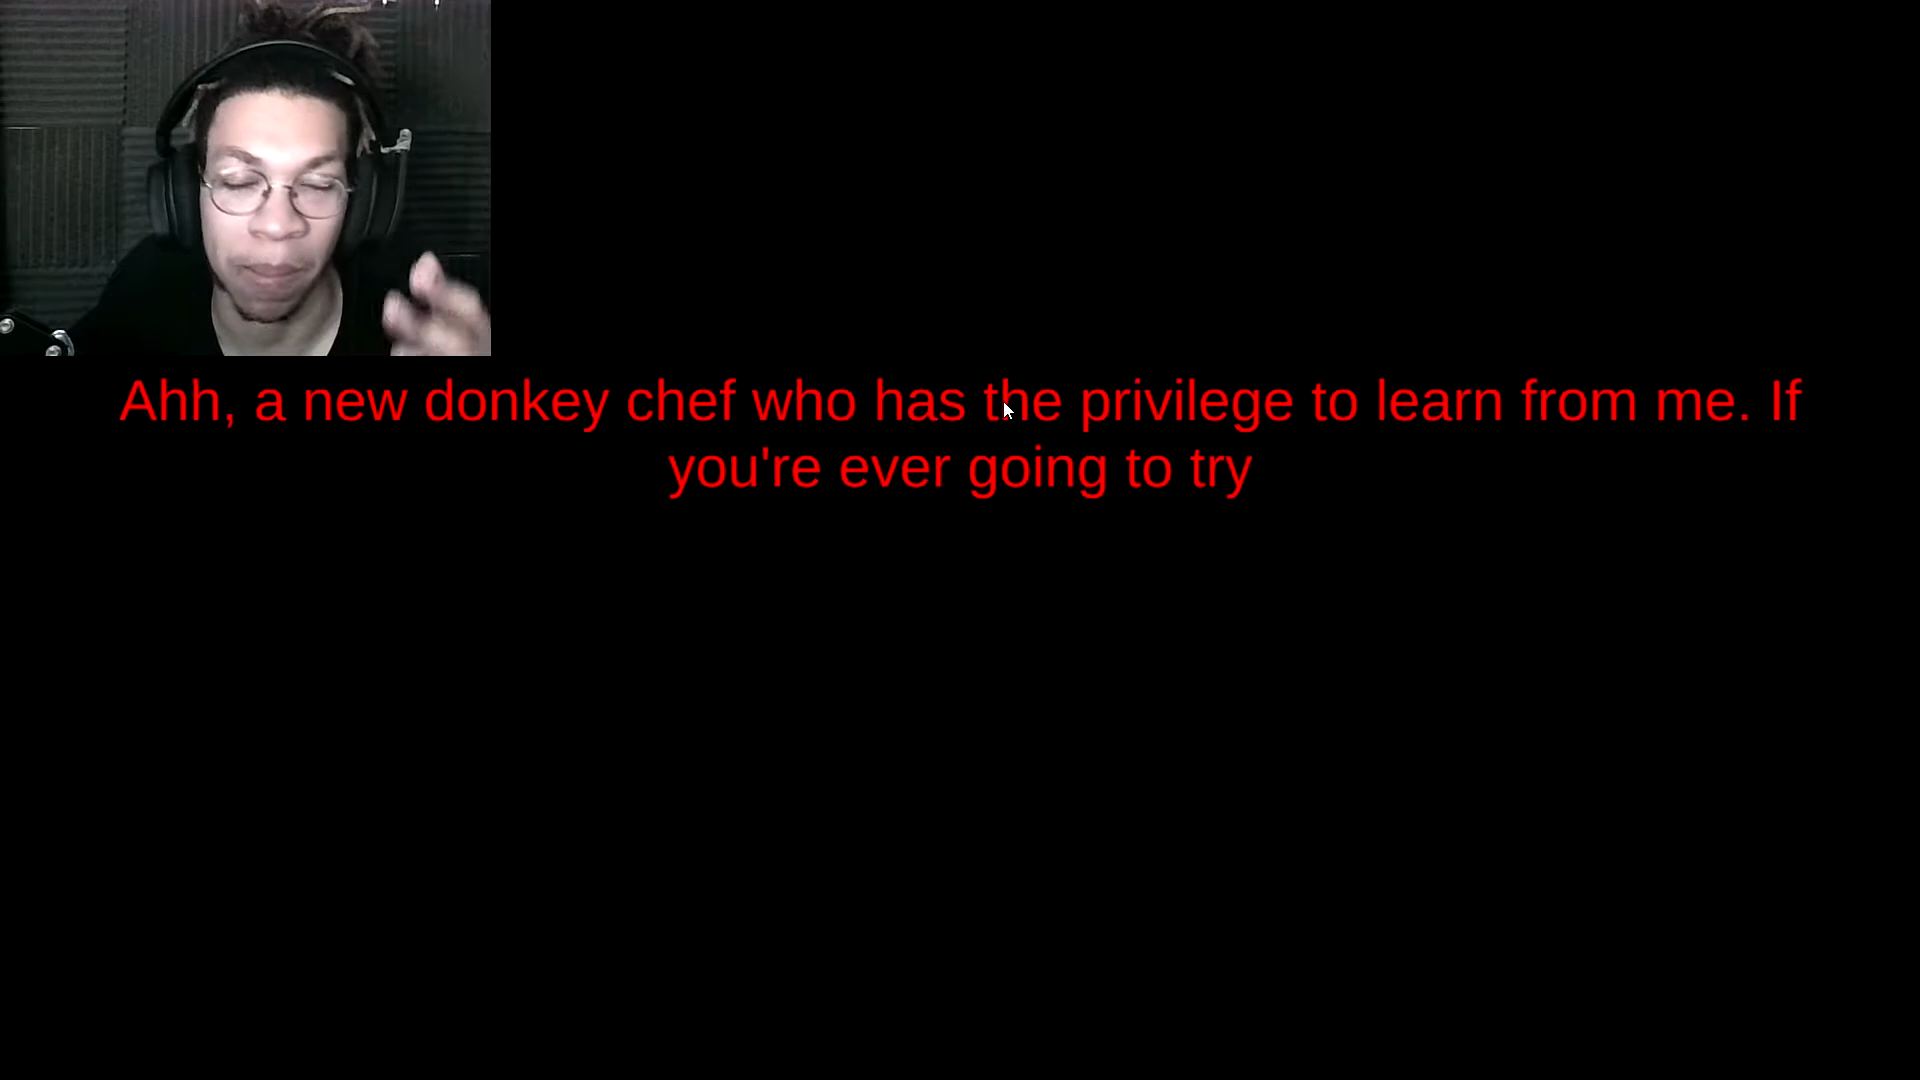 Ahh, a new donkey chef who has the privilege to learn from me. If
you're ever going to try